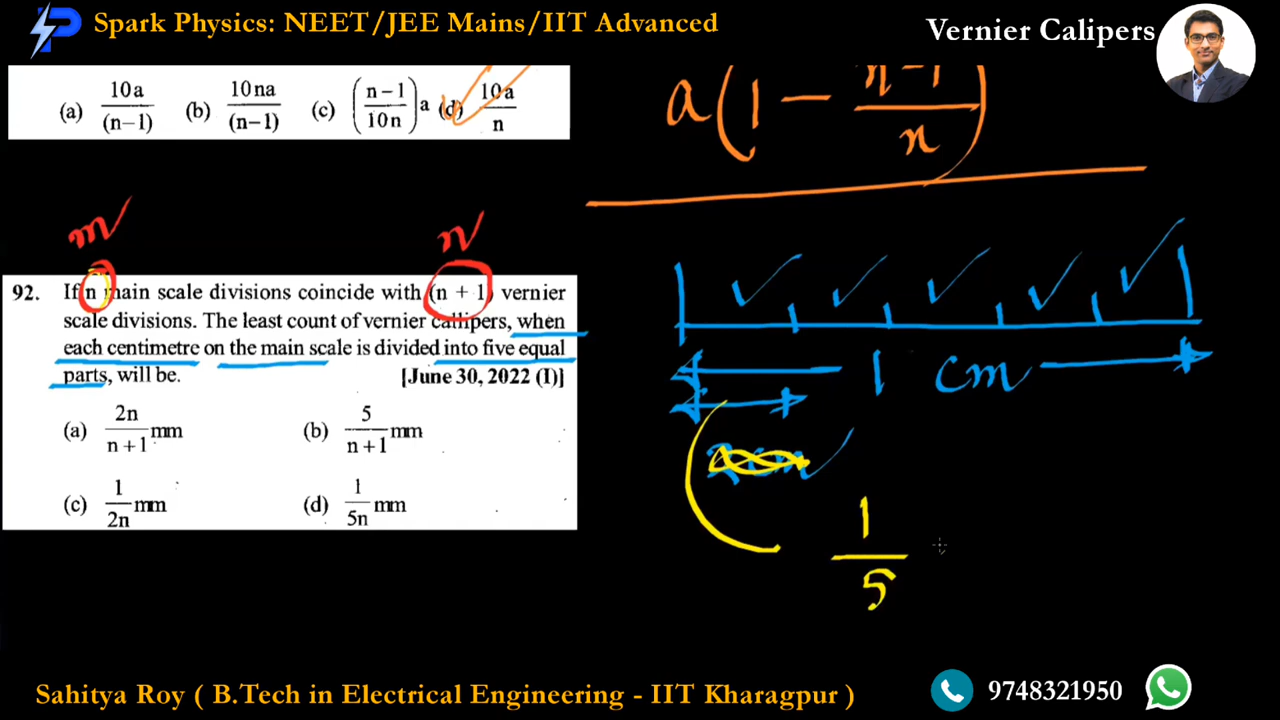 Spark Physics: NEET/JEE Mains/IIT Advanced
Vernier Calipers
(a) 10a/(n−1) (b) 10na/(n−1) (c) ((n−1)/10n) a (d) 10a/n
a(1 − (n−1)/n)
m
n
92. If n main scale divisions coincide with (n + 1) vernier
scale divisions. The least count of vernier callipers, when
each centimetre on the main scale is divided into five equal
parts, will be. [June 30, 2022 (I)]
(a) 2n/(n+1) mm (b) 5/(n+1) mm
(c) 1/2n mm (d) 1/5n mm
1 cm
1/5
Sahitya Roy ( B.Tech in Electrical Engineering - IIT Kharagpur )
9748321950